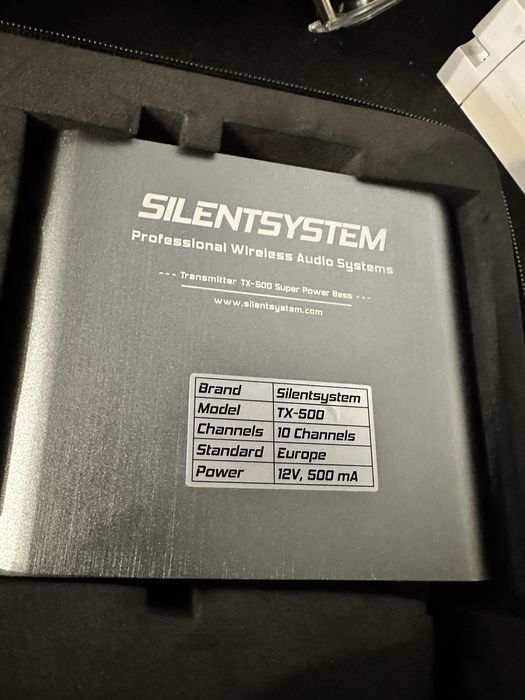 SILENTSYSTEM
Professional Wireless Audio Systems
--- Transmitter TX-500 Super Power Bass ---
www.silentsystem.com
Brand Silentsystem
Model TX-500
Channels 10 Channels
Standard Europe
Power 12V, 500 mA